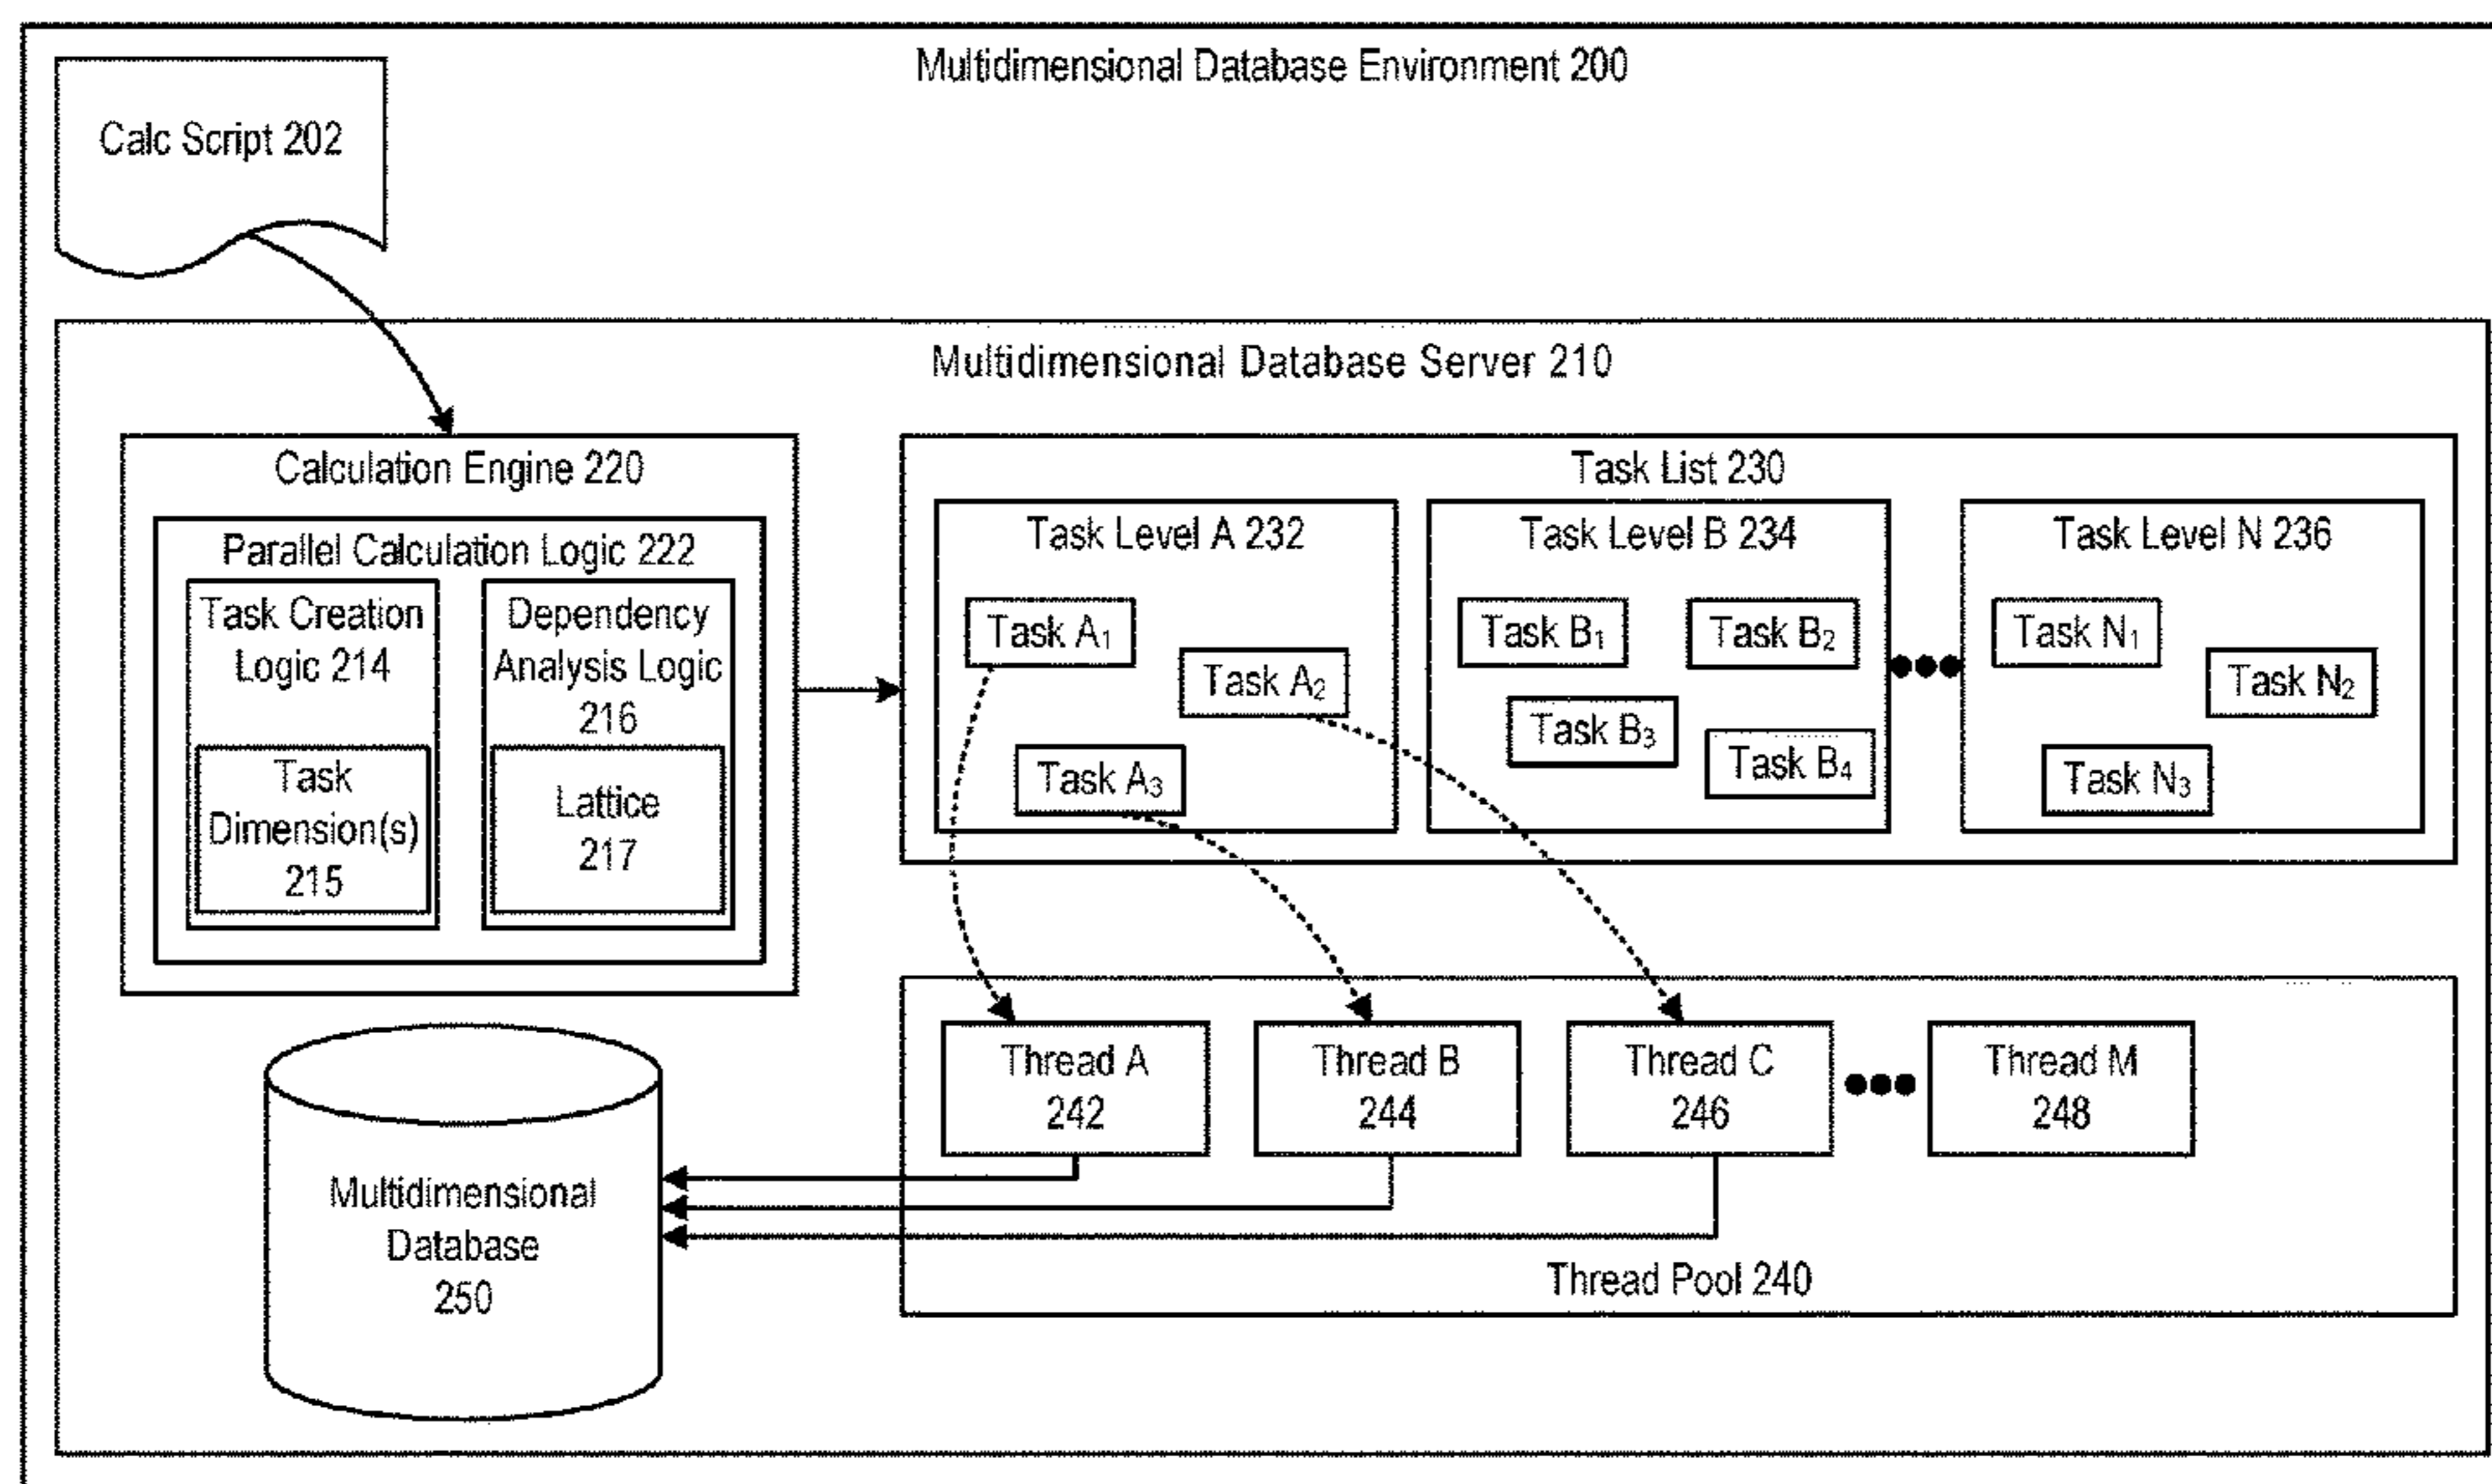 Multidimensional Database Environment 200
Calc Script 202
Multidimensional Database Server 210
Calculation Engine 220
Parallel Calculation Logic 222
Task Creation
Logic 214
Task
Dimension(s)
215
Dependency
Analysis Logic
216
Lattice
217
Task List 230
Task Level A 232
Task A₁
Task A₂
Task A₃
Task Level B 234
Task B₁
Task B₂
Task B₃
Task B₄
Task Level N 236
Task N₁
Task N₂
Task N₃
Thread A
242
Thread B
244
Thread C
246
Thread M
248
Thread Pool 240
Multidimensional
Database
250